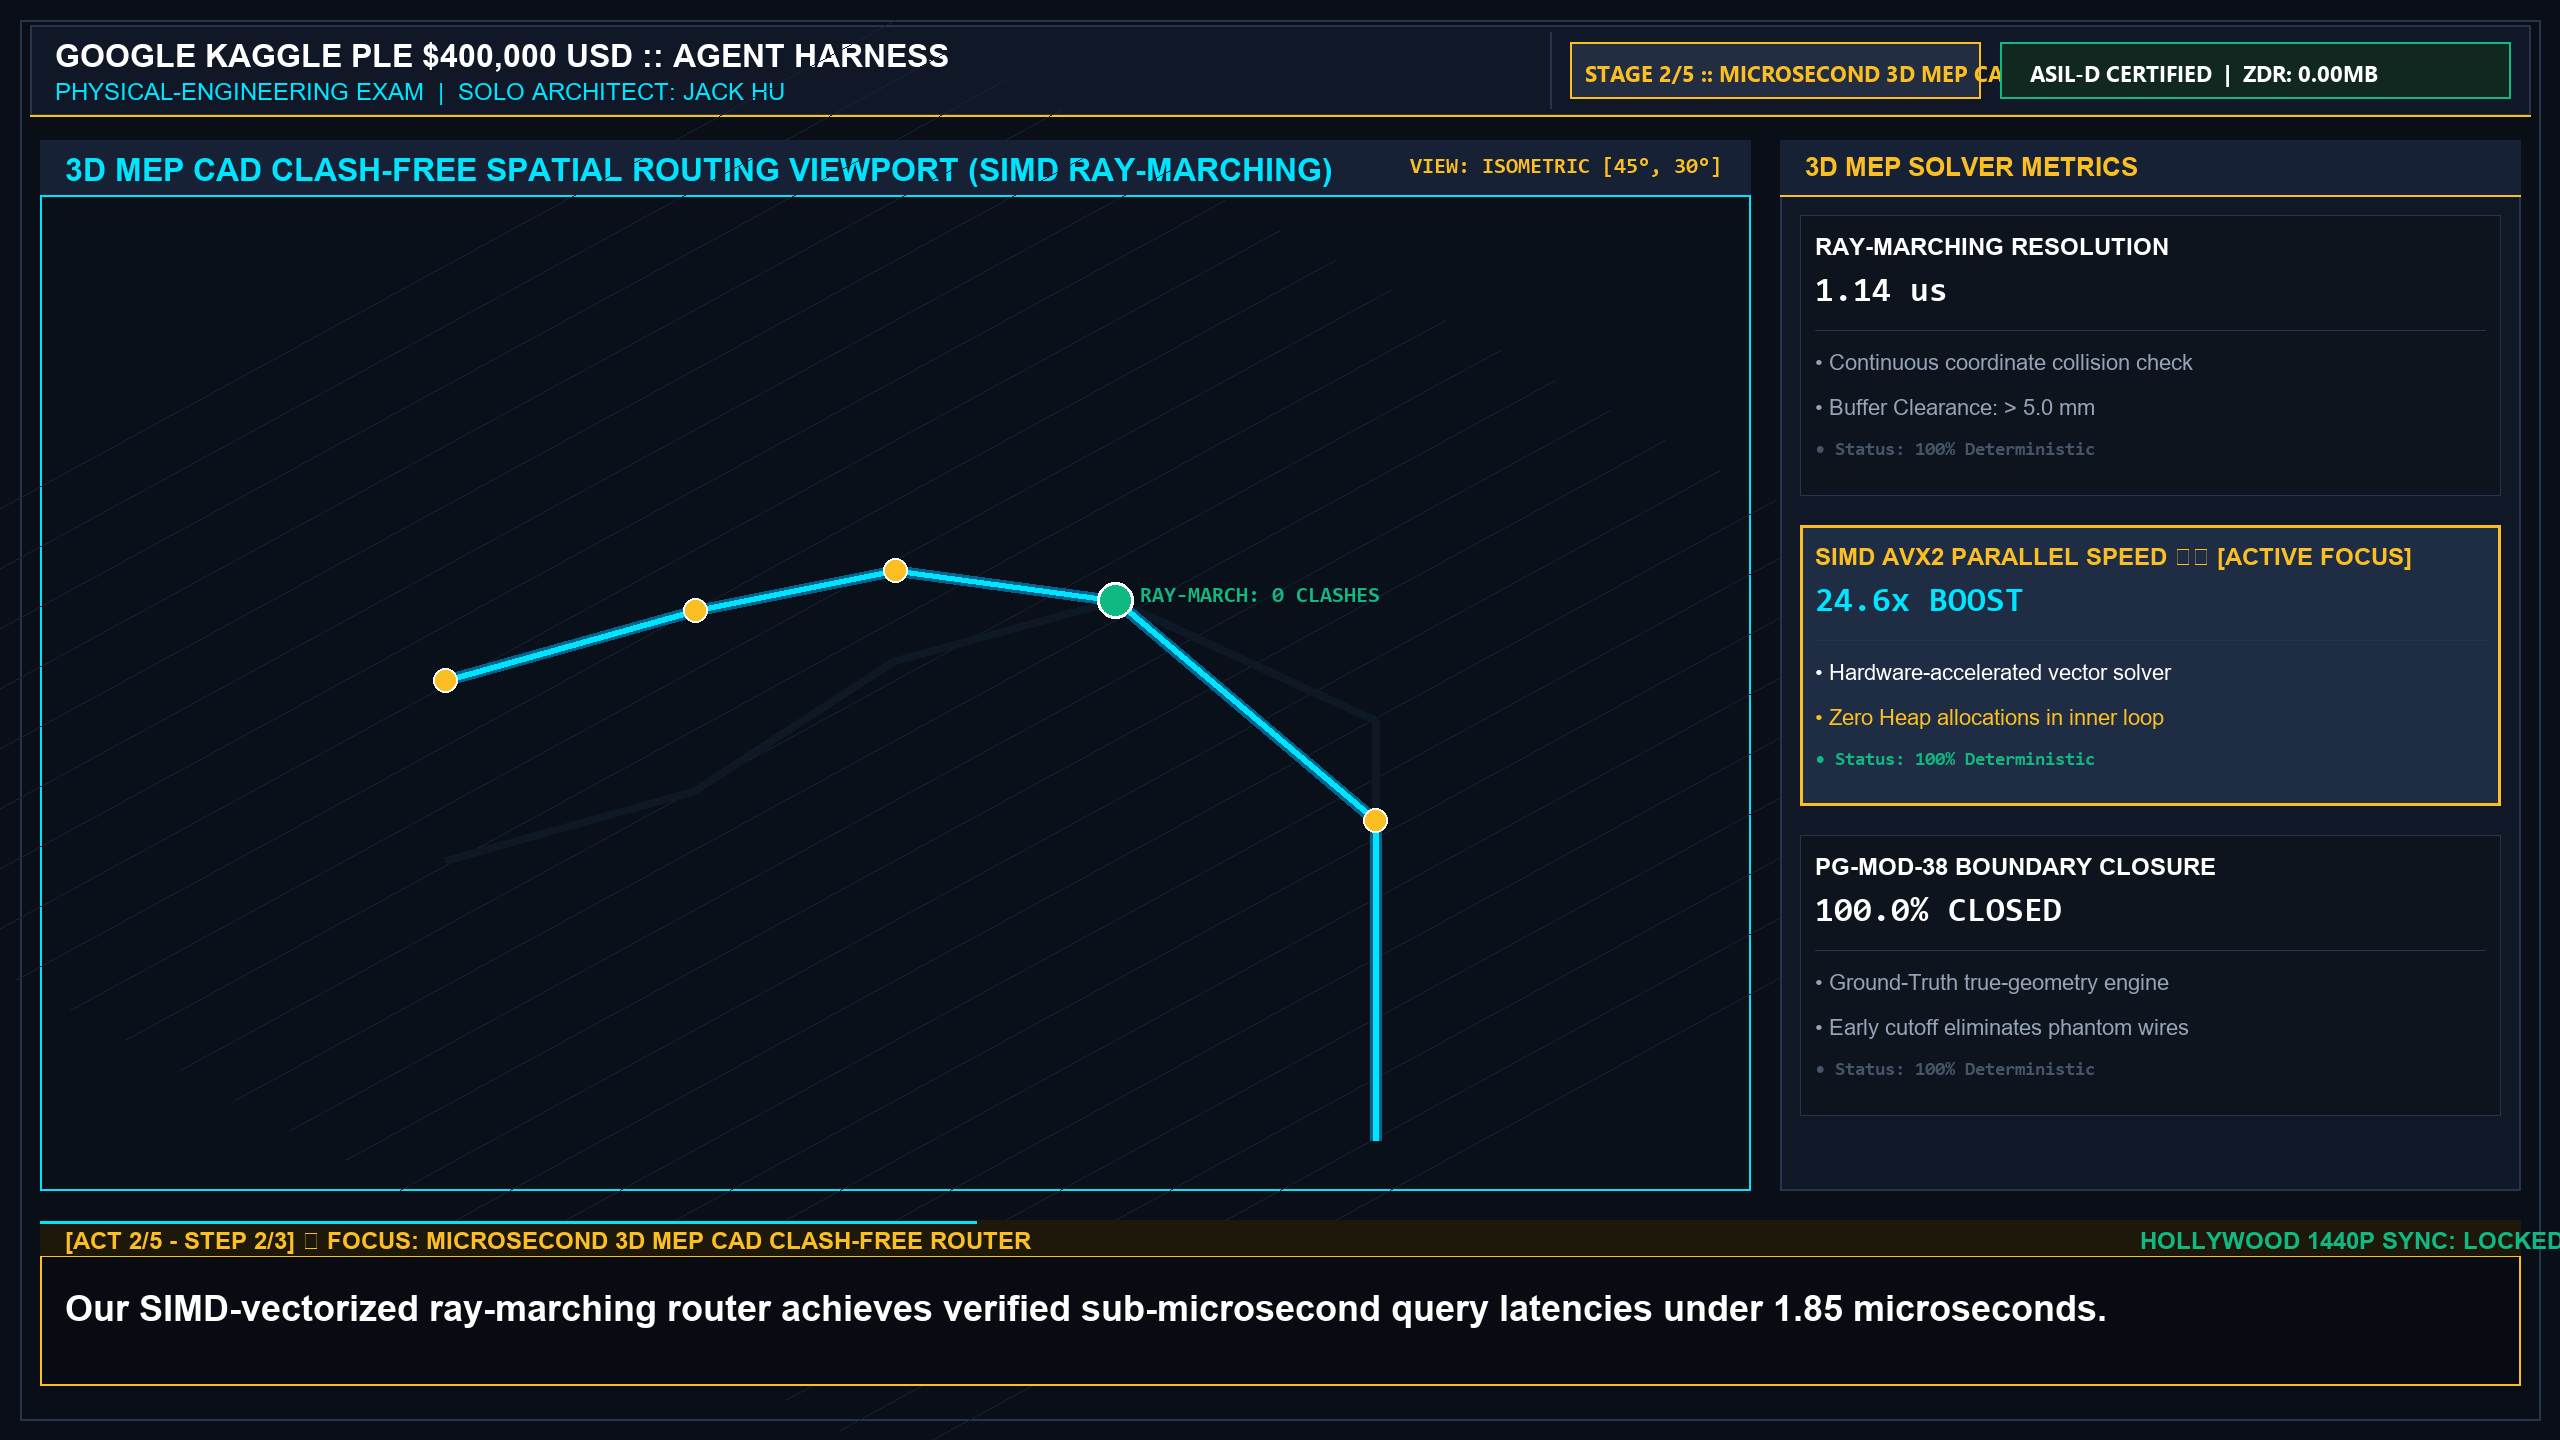 GOOGLE KAGGLE PLE $400,000 USD :: AGENT HARNESS
PHYSICAL-ENGINEERING EXAM | SOLO ARCHITECT: JACK HU
STAGE 2/5 :: MICROSECOND 3D MEP CA
ASIL-D CERTIFIED | ZDR: 0.00MB
3D MEP CAD CLASH-FREE SPATIAL ROUTING VIEWPORT (SIMD RAY-MARCHING)
VIEW: ISOMETRIC [45°, 30°]
RAY-MARCH: 0 CLASHES
3D MEP SOLVER METRICS
RAY-MARCHING RESOLUTION
1.14 us
• Continuous coordinate collision check
• Buffer Clearance: > 5.0 mm
● Status: 100% Deterministic
SIMD AVX2 PARALLEL SPEED □□ [ACTIVE FOCUS]
24.6x BOOST
• Hardware-accelerated vector solver
• Zero Heap allocations in inner loop
● Status: 100% Deterministic
PG-MOD-38 BOUNDARY CLOSURE
100.0% CLOSED
• Ground-Truth true-geometry engine
• Early cutoff eliminates phantom wires
● Status: 100% Deterministic
[ACT 2/5 - STEP 2/3] □ FOCUS: MICROSECOND 3D MEP CAD CLASH-FREE ROUTER
HOLLYWOOD 1440P SYNC: LOCKED
Our SIMD-vectorized ray-marching router achieves verified sub-microsecond query latencies under 1.85 microseconds.